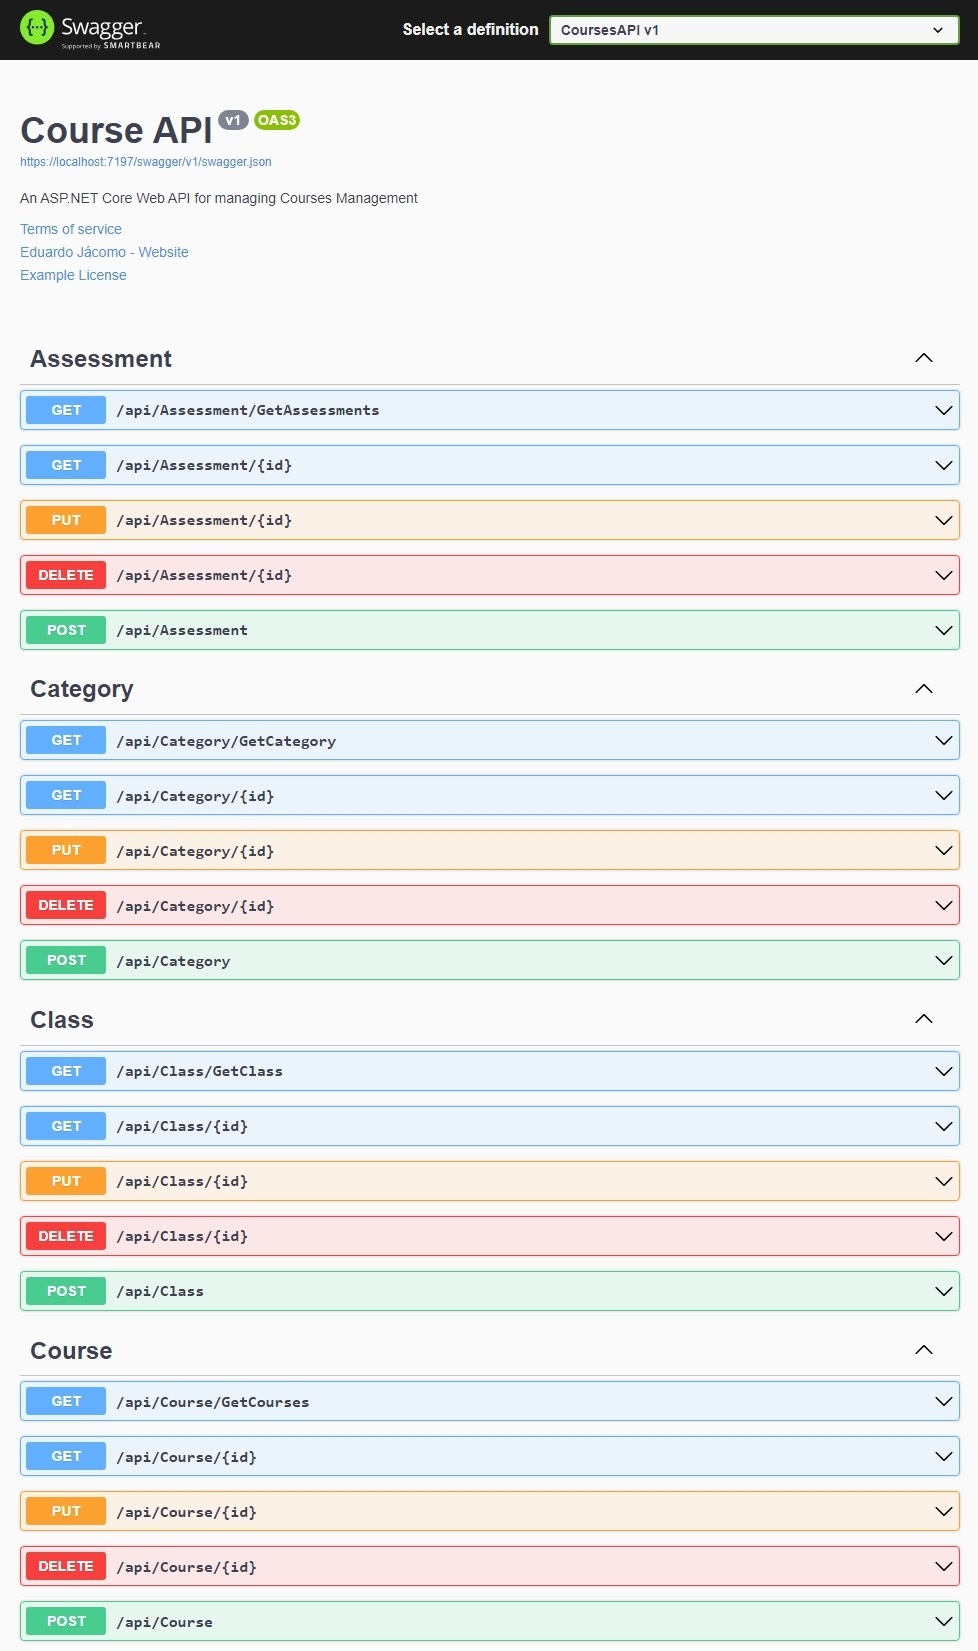 Swagger.
Supported by SMARTBEAR
Select a definition
CoursesAPI v1
Course API v1 OAS3
https://localhost:7197/swagger/v1/swagger.json
An ASP.NET Core Web API for managing Courses Management
Terms of service
Eduardo Jácomo - Website
Example License
Assessment
GET /api/Assessment/GetAssessments
GET /api/Assessment/{id}
PUT /api/Assessment/{id}
DELETE /api/Assessment/{id}
POST /api/Assessment
Category
GET /api/Category/GetCategory
GET /api/Category/{id}
PUT /api/Category/{id}
DELETE /api/Category/{id}
POST /api/Category
Class
GET /api/Class/GetClass
GET /api/Class/{id}
PUT /api/Class/{id}
DELETE /api/Class/{id}
POST /api/Class
Course
GET /api/Course/GetCourses
GET /api/Course/{id}
PUT /api/Course/{id}
DELETE /api/Course/{id}
POST /api/Course